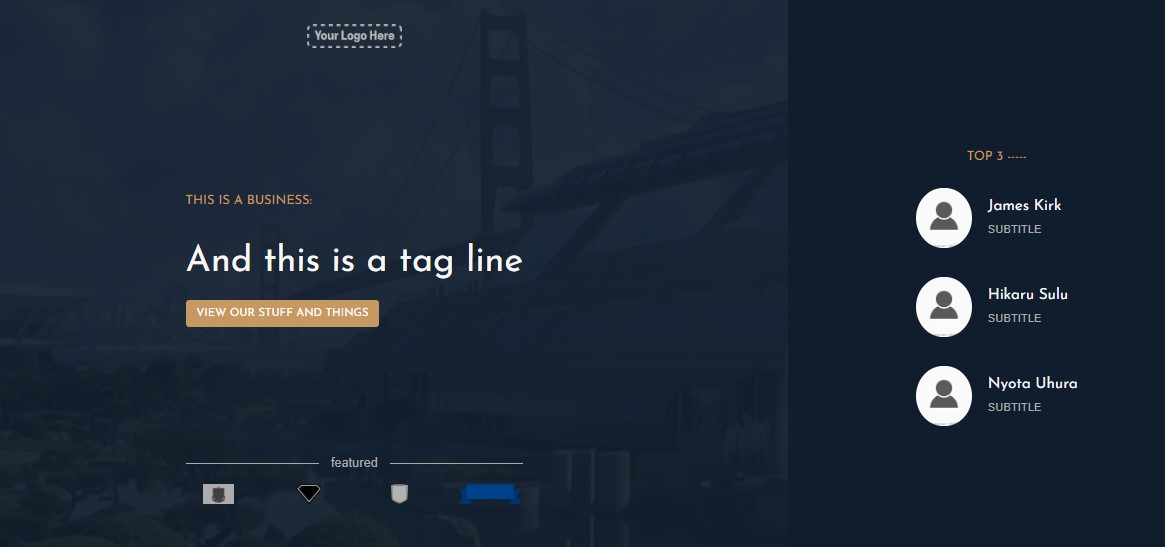 Your Logo Here
THIS IS A BUSINESS:
And this is a tag line
VIEW OUR STUFF AND THINGS
featured
TOP 3 -----
James Kirk
SUBTITLE
Hikaru Sulu
SUBTITLE
Nyota Uhura
SUBTITLE